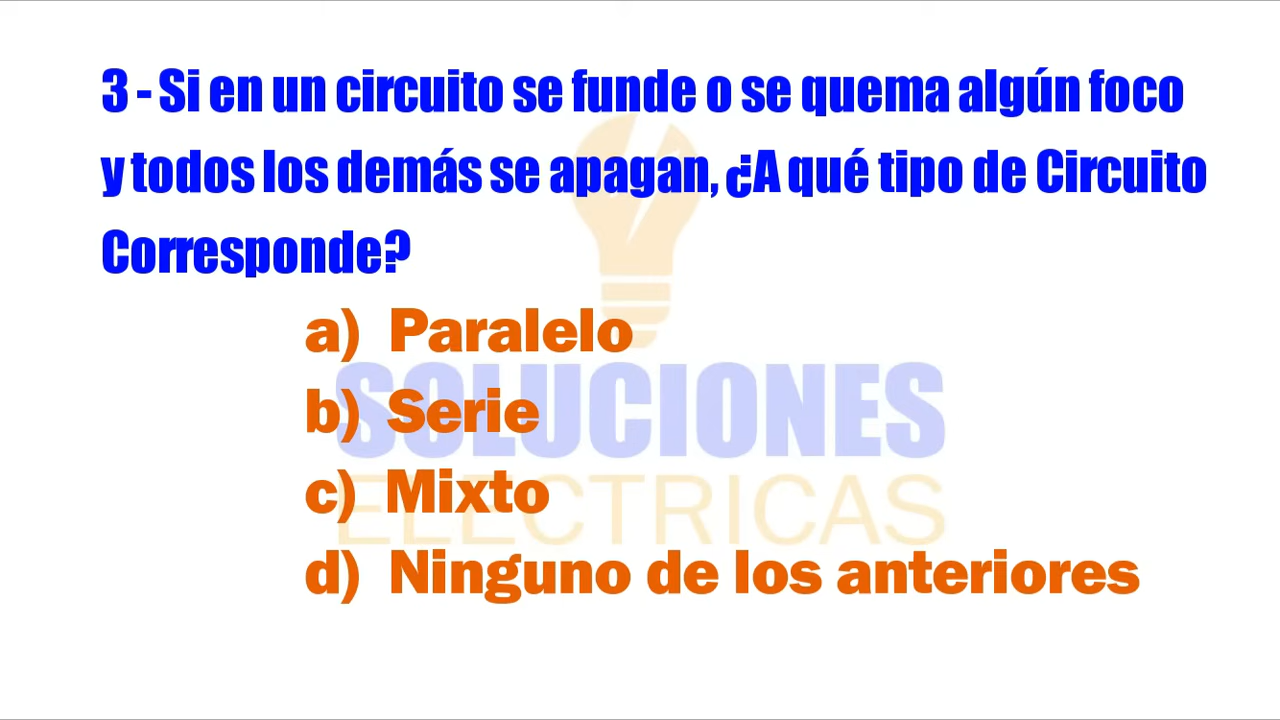 3 - Si en un circuito se funde o se quema algún foco
y todos los demás se apagan, ¿A qué tipo de Circuito
Corresponde?
a) Paralelo
b) Serie
c) Mixto
d) Ninguno de los anteriores
SOLUCIONES
ELECTRICAS